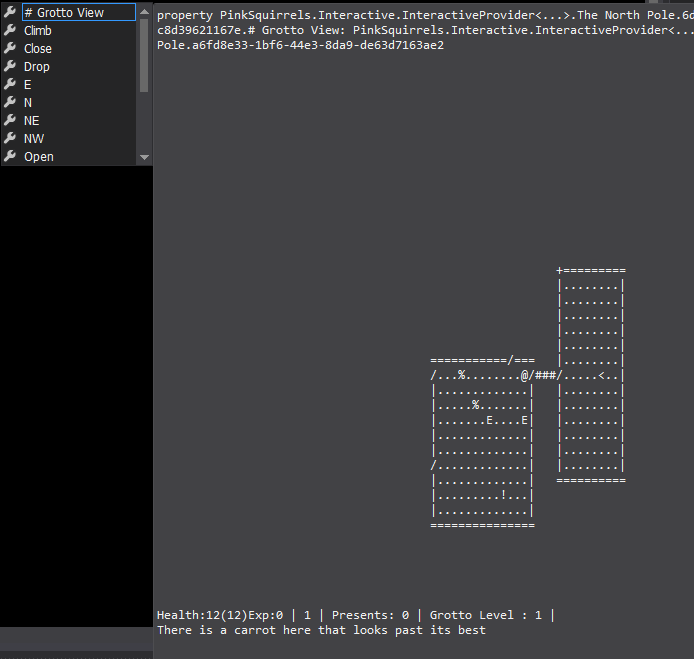 # Grotto View
Climb
Close
Drop
E
N
NE
NW
Open
property PinkSquirrels.Interactive.InteractiveProvider<...>.The North Pole.6d
c8d39621167e.# Grotto View: PinkSquirrels.Interactive.InteractiveProvider<...
Pole.a6fd8e33-1bf6-44e3-8da9-de63d7163ae2
+=========
|........|
|........|
|........|
|........|
|........|
===========/=== |........|
/...%........@/###/.....<..|
|.............| |........|
|.....%.......| |........|
|.......E....E| |........|
|.............| |........|
|.............| |........|
/.............| |........|
|.............| ==========
|.........!...|
|.............|
===============
Health:12(12)Exp:0 | 1 | Presents: 0 | Grotto Level : 1 |
There is a carrot here that looks past its best